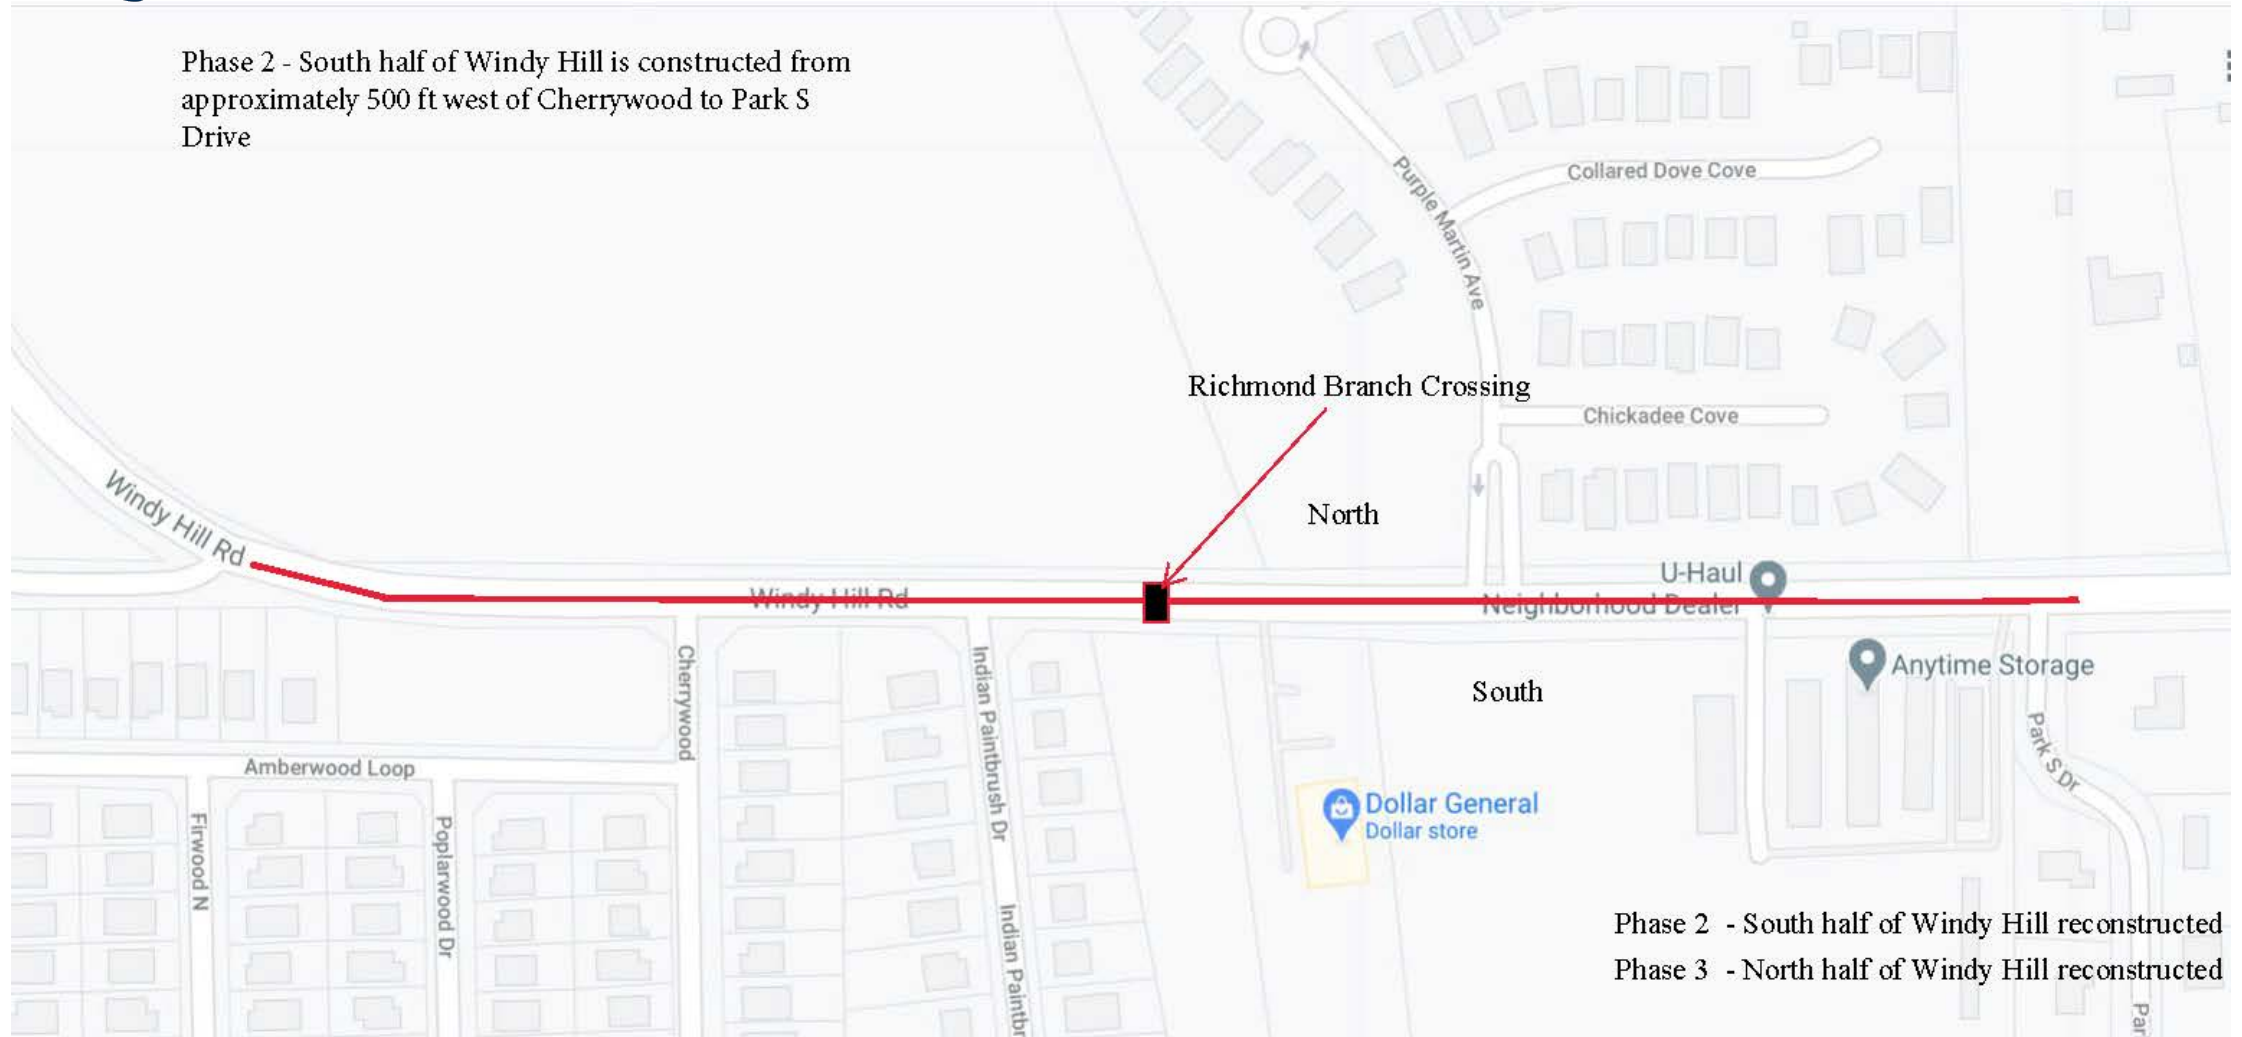 Phase 2 - South half of Windy Hill is constructed from
approximately 500 ft west of Cherrywood to Park S
Drive
Purple Martin Ave
Collared Dove Cove
Richmond Branch Crossing
Chickadee Cove
Windy Hill Rd
North
U-Haul
Neighborhood Dealer
Windy Hill Rd
Anytime Storage
South
Cherrywood
Indian Paintbrush Dr
Park S Dr
Amberwood Loop
Dollar General
Dollar store
Firwood N
Poplarwood Dr
Indian Paintbr
Phase 2 - South half of Windy Hill reconstructed
Phase 3 - North half of Windy Hill reconstructed
Par